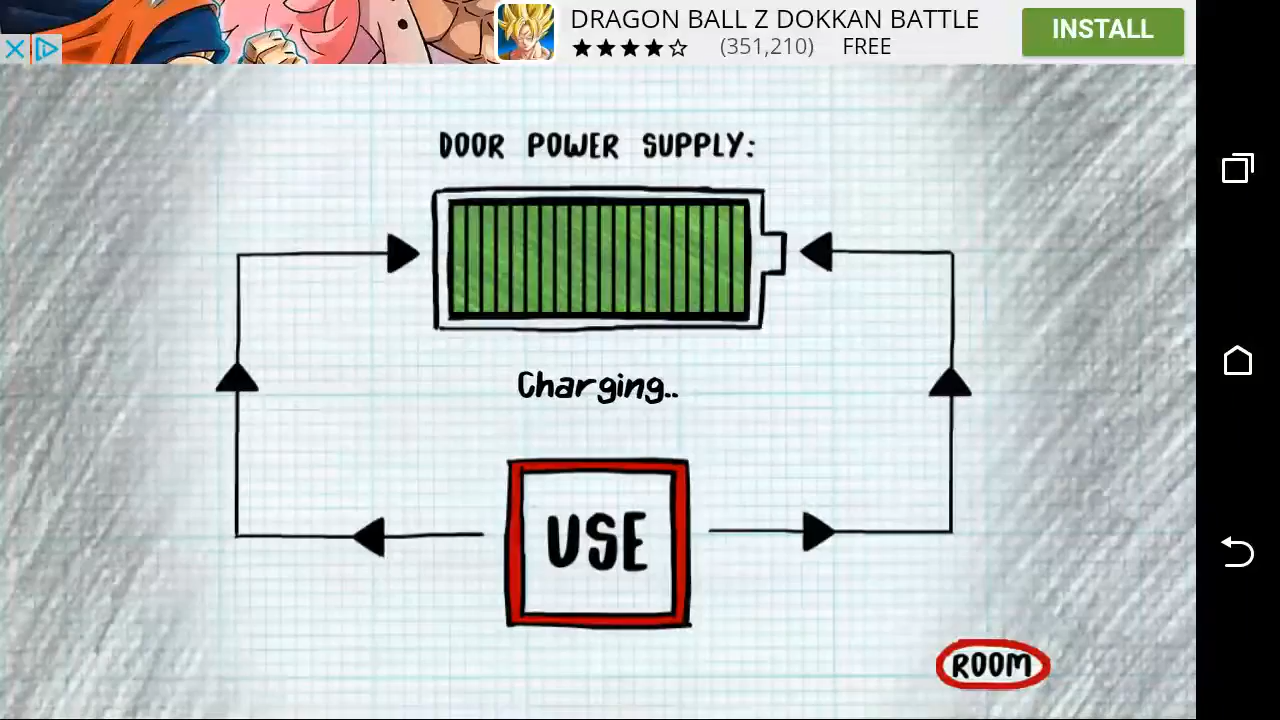 DRAGON BALL Z DOKKAN BATTLE
(351,210) FREE
INSTALL
DOOR POWER SUPPLY:
Charging..
USE
ROOM